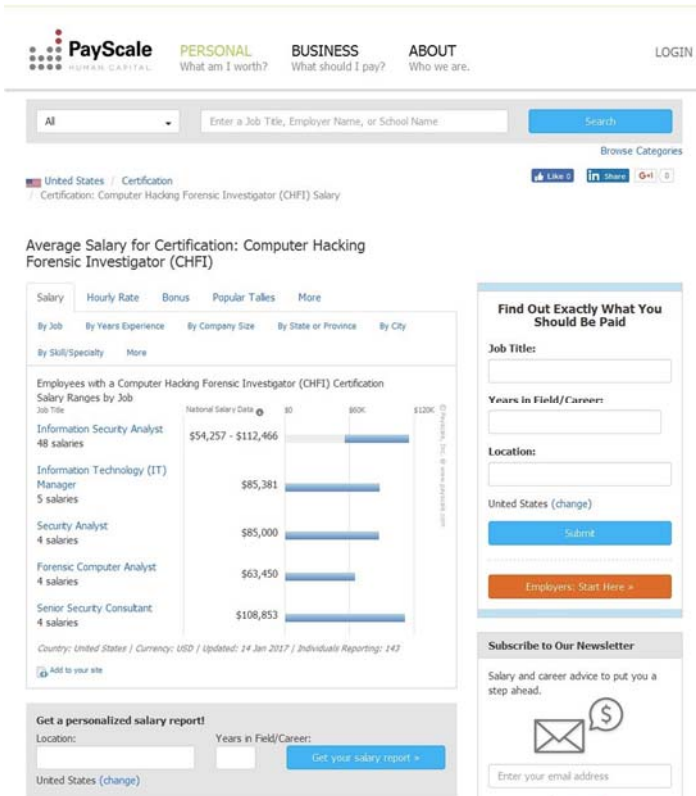 PayScale
HUMAN CAPITAL
PERSONAL
What am I worth?
BUSINESS
What should I pay?
ABOUT
Who we are.
LOGIN
All
Enter a Job Title, Employer Name, or School Name
Search
Browse Categories
United States / Certification
/ Certification: Computer Hacking Forensic Investigator (CHFI) Salary
Like 0
in Share
G+1 0
Average Salary for Certification: Computer Hacking
Forensic Investigator (CHFI)
Salary Hourly Rate Bonus Popular Tallies More
By Job By Years Experience By Company Size By State or Province By City
By Skill/Specialty More
Employees with a Computer Hacking Forensic Investigator (CHFI) Certification
Salary Ranges by Job
Job Title National Salary Data $0 $60K $120K
Information Security Analyst
48 salaries
$54,257 - $112,466
Information Technology (IT)
Manager
5 salaries
$85,381
Security Analyst
4 salaries
$85,000
Forensic Computer Analyst
4 salaries
$63,450
Senior Security Consultant
4 salaries
$108,853
© Payscale, Inc. @ www.payscale.com
Country: United States | Currency: USD | Updated: 14 Jan 2017 | Individuals Reporting: 143
Add to your site
Get a personalized salary report!
Location: Years in Field/Career:
Get your salary report »
United States (change)
Find Out Exactly What You
Should Be Paid
Job Title:
Years in Field/Career:
Location:
United States (change)
Submit
Employers: Start Here »
Subscribe to Our Newsletter
Salary and career advice to put you a
step ahead.
$
Enter your email address